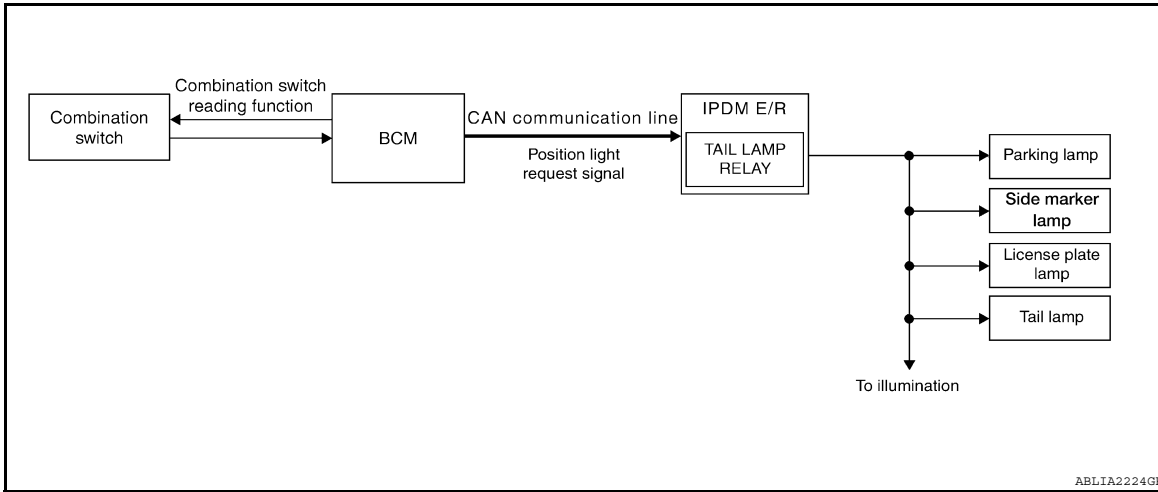 Combination
switch
Combination switch
reading function
BCM
CAN communication line
Position light
request signal
IPDM E/R
TAIL LAMP
RELAY
Parking lamp
Side marker
lamp
License plate
lamp
Tail lamp
To illumination